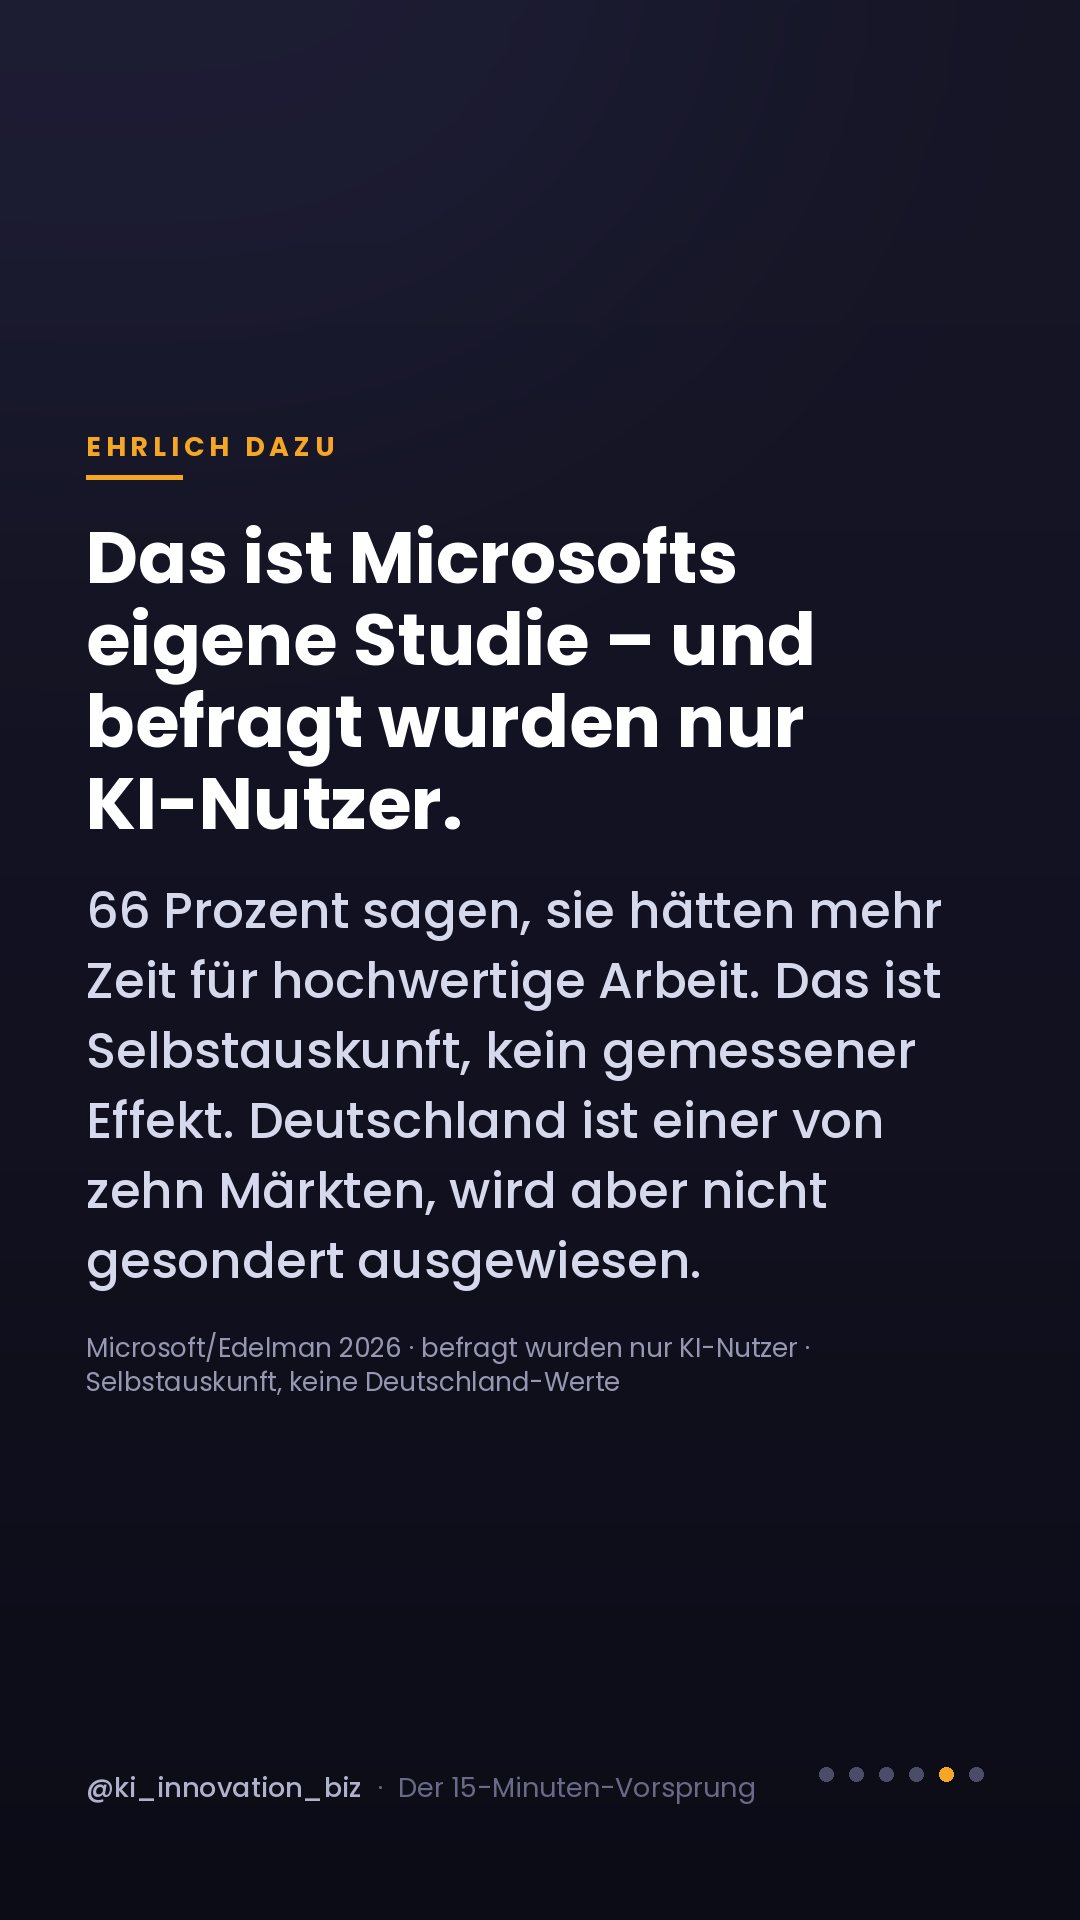 EHRLICH DAZU
Das ist Microsofts
eigene Studie – und
befragt wurden nur
KI-Nutzer.
66 Prozent sagen, sie hätten mehr
Zeit für hochwertige Arbeit. Das ist
Selbstauskunft, kein gemessener
Effekt. Deutschland ist einer von
zehn Märkten, wird aber nicht
gesondert ausgewiesen.
Microsoft/Edelman 2026 · befragt wurden nur KI-Nutzer ·
Selbstauskunft, keine Deutschland-Werte
@ki_innovation_biz · Der 15-Minuten-Vorsprung